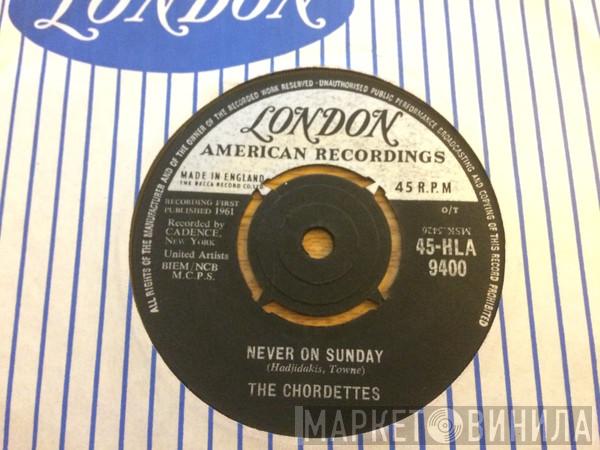 LONDON
ALL RIGHTS OF THE MANUFACTURER AND OF THE OWNER OF THE RECORDED WORK RESERVED - UNAUTHORISED PUBLIC PERFORMANCE BROADCASTING AND COPYING OF THIS RECORD PROHIBITED
LONDON
AMERICAN RECORDINGS
MADE IN ENGLAND
THE DECCA RECORD CO. LTD.
45 R.P.M
RECORDING FIRST
PUBLISHED 1961
Recorded by
CADENCE,
NEW YORK
United Artists
BIEM/NCB
M.C.P.S.
O/T
MSK.5426
45-HLA
9400
NEVER ON SUNDAY
(Hadjidakis, Towne)
THE CHORDETTES
МАРКЕТ ВИНИЛА